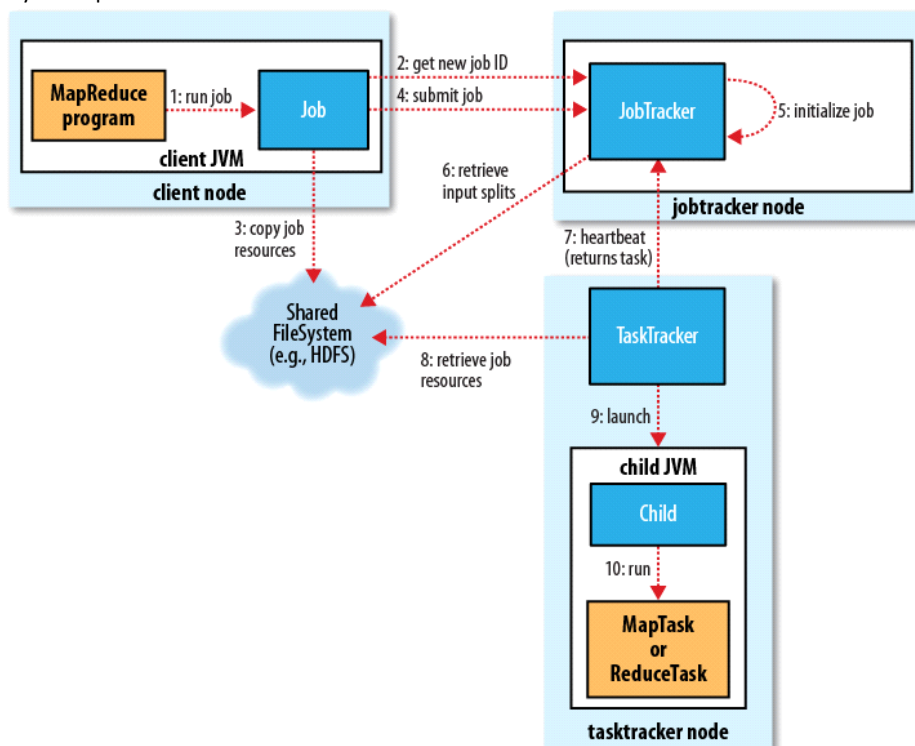 2: get new job ID
MapReduce
program
1: run job
Job
4: submit job
JobTracker
5: initialize job
client JVM
client node
6: retrieve
input splits
jobtracker node
3: copy job
resources
7: heartbeat
(returns task)
Shared
FileSystem
(e.g., HDFS)
TaskTracker
8: retrieve job
resources
9: launch
child JVM
Child
10: run
MapTask
or
ReduceTask
tasktracker node